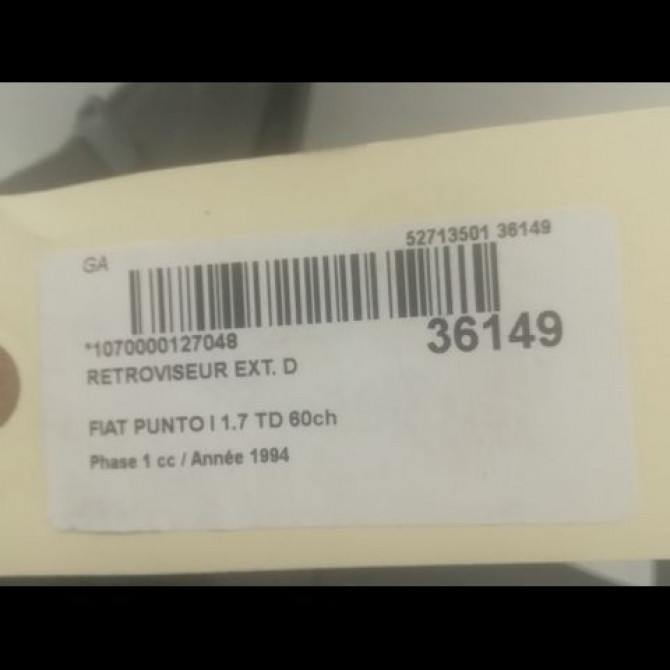 52713501 36149
GA
*1070000127048
36149
RETROVISEUR EXT. D
FIAT PUNTO I 1.7 TD 60ch
Phase 1 cc / Année 1994